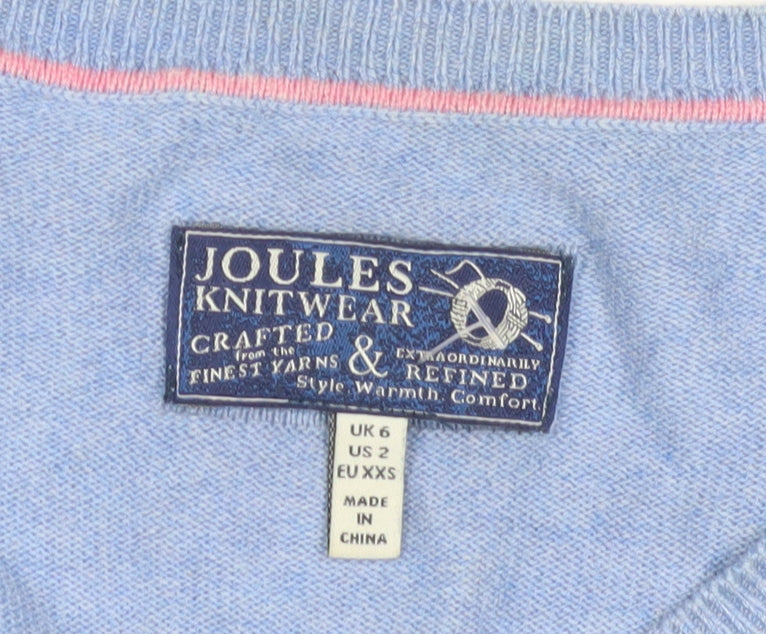 JOULES
KNITWEAR
CRAFTED
from the
FINEST YARNS
&
EXTRAORDINARILY
REFINED
Style. Warmth. Comfort
UK 6
US 2
EU XXS
MADE
IN
CHINA